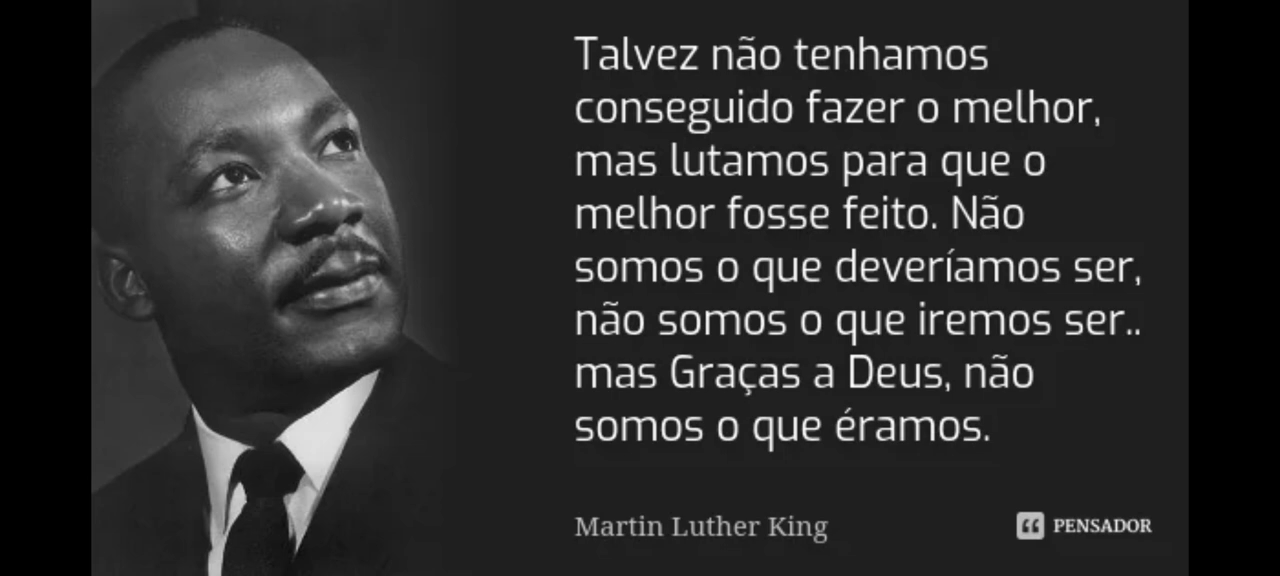 Talvez não tenhamos
conseguido fazer o melhor,
mas lutamos para que o
melhor fosse feito. Não
somos o que deveríamos ser,
não somos o que iremos ser..
mas Graças a Deus, não
somos o que éramos.
Martin Luther King
PENSADOR